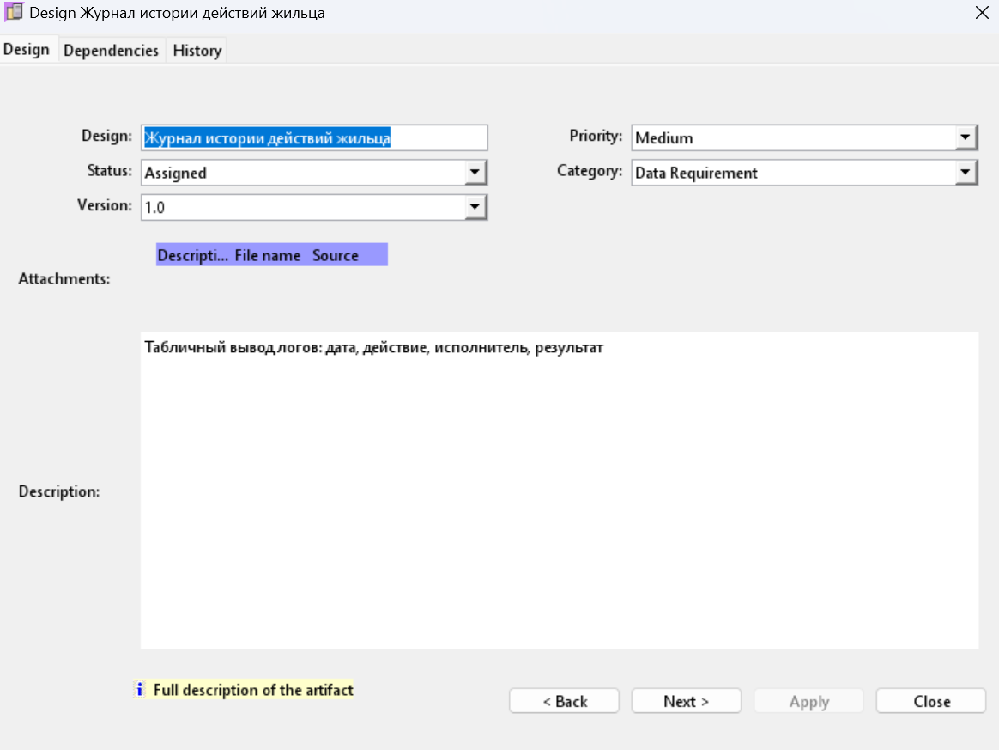 Design Журнал истории действий жильца
Design Dependencies History
Design: Журнал истории действий жильца Priority: Medium
Status: Assigned Category: Data Requirement
Version: 1.0
Descripti... File name Source
Attachments:
Табличный вывод логов: дата, действие, исполнитель, результат
Description:
Full description of the artifact
< Back Next > Apply Close